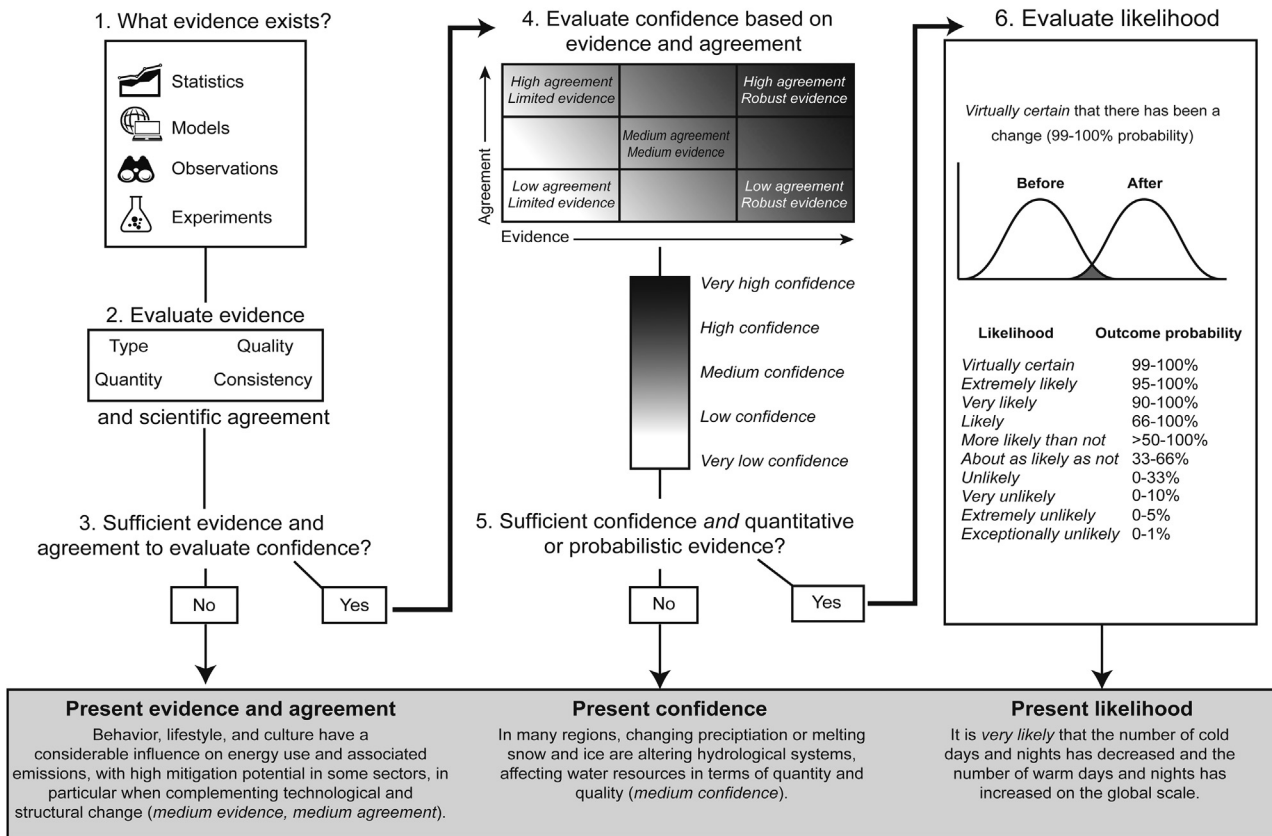 1. What evidence exists?
Statistics
Models
Observations
Experiments
2. Evaluate evidence
Type Quality
Quantity Consistency
and scientific agreement
3. Sufficient evidence and
agreement to evaluate confidence?
No
Yes
4. Evaluate confidence based on
evidence and agreement
Agreement
High agreement
Limited evidence
High agreement
Robust evidence
Medium agreement
Medium evidence
Low agreement
Limited evidence
Low agreement
Robust evidence
Evidence
Very high confidence
High confidence
Medium confidence
Low confidence
Very low confidence
5. Sufficient confidence and quantitative
or probabilistic evidence?
No
Yes
6. Evaluate likelihood
Virtually certain that there has been a
change (99-100% probability)
Before After
Likelihood Outcome probability
Virtually certain 99-100%
Extremely likely 95-100%
Very likely 90-100%
Likely 66-100%
More likely than not >50-100%
About as likely as not 33-66%
Unlikely 0-33%
Very unlikely 0-10%
Extremely unlikely 0-5%
Exceptionally unlikely 0-1%
Present evidence and agreement
Behavior, lifestyle, and culture have a
considerable influence on energy use and associated
emissions, with high mitigation potential in some sectors, in
particular when complementing technological and
structural change (medium evidence, medium agreement).
Present confidence
In many regions, changing preciptiation or melting
snow and ice are altering hydrological systems,
affecting water resources in terms of quantity and
quality (medium confidence).
Present likelihood
It is very likely that the number of cold
days and nights has decreased and the
number of warm days and nights has
increased on the global scale.